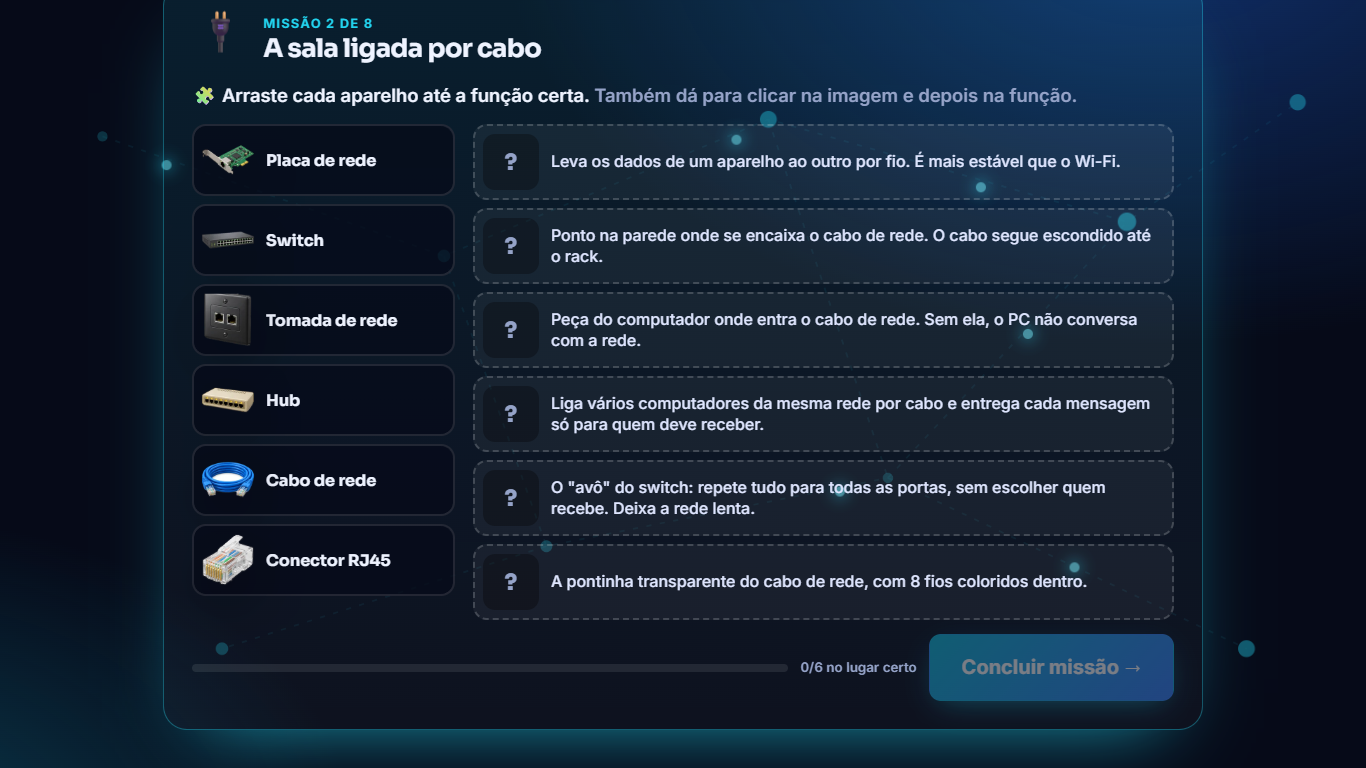 MISSÃO 2 DE 8
A sala ligada por cabo
Arraste cada aparelho até a função certa. Também dá para clicar na imagem e depois na função.
Placa de rede
Switch
Tomada de rede
Hub
Cabo de rede
Conector RJ45
? Leva os dados de um aparelho ao outro por fio. É mais estável que o Wi-Fi.
? Ponto na parede onde se encaixa o cabo de rede. O cabo segue escondido até
o rack.
? Peça do computador onde entra o cabo de rede. Sem ela, o PC não conversa
com a rede.
? Liga vários computadores da mesma rede por cabo e entrega cada mensagem
só para quem deve receber.
? O "avô" do switch: repete tudo para todas as portas, sem escolher quem
recebe. Deixa a rede lenta.
? A pontinha transparente do cabo de rede, com 8 fios coloridos dentro.
0/6 no lugar certo
Concluir missão →